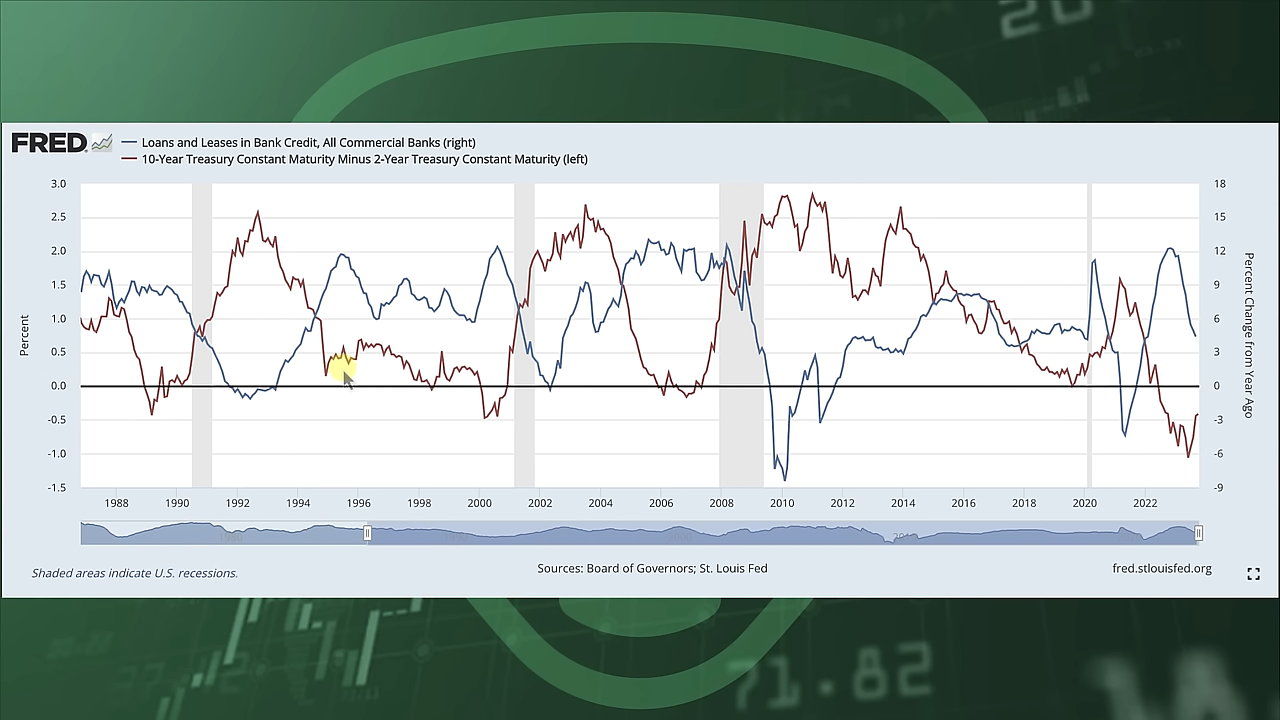 20
FRED
Loans and Leases in Bank Credit, All Commercial Banks (right)
10-Year Treasury Constant Maturity Minus 2-Year Treasury Constant Maturity (left)
3.0
2.5
2.0
1.5
1.0
0.5
0.0
-0.5
-1.0
-1.5
Percent
18
15
12
9
6
3
0
-3
-6
-9
Percent Change from Year Ago
1988 1990 1992 1994 1996 1998 2000 2002 2004 2006 2008 2010 2012 2014 2016 2018 2020 2022
Shaded areas indicate U.S. recessions.
Sources: Board of Governors; St. Louis Fed
fred.stlouisfed.org
71.82